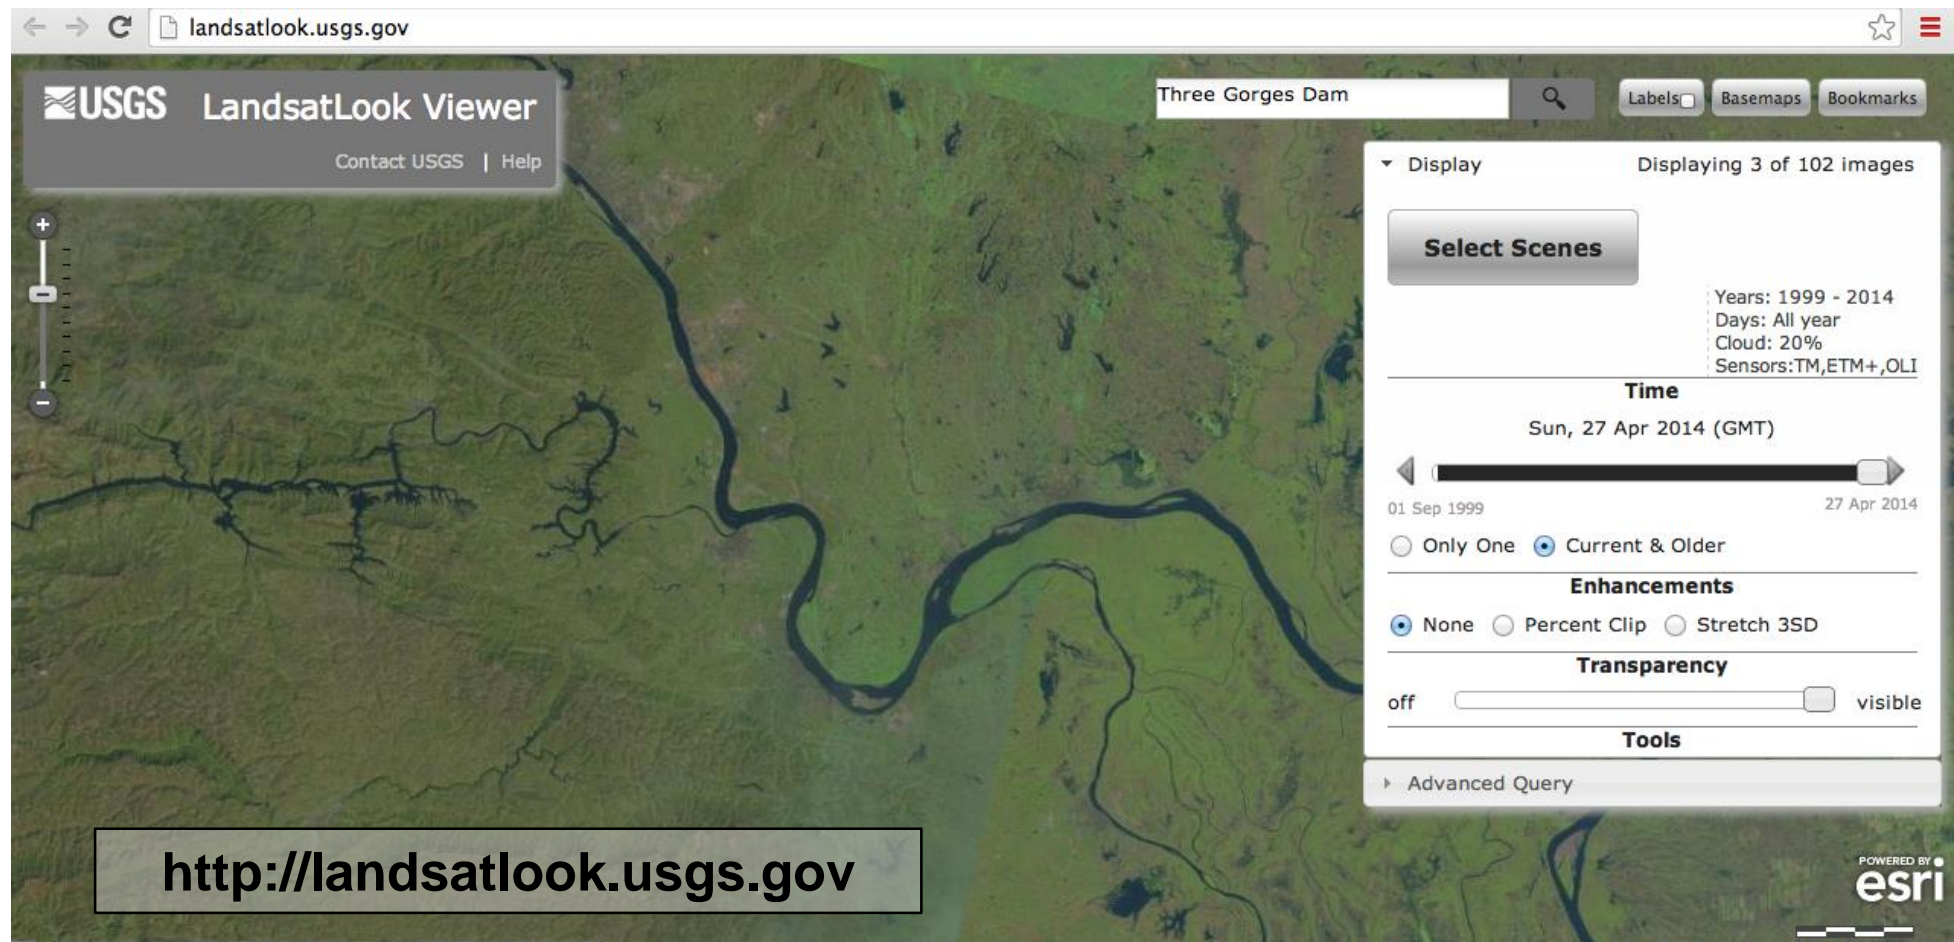 landsatlook.usgs.gov
USGS LandsatLook Viewer
Contact USGS | Help
Three Gorges Dam
Labels Basemaps Bookmarks
Display Displaying 3 of 102 images
Select Scenes
Years: 1999 - 2014
Days: All year
Cloud: 20%
Sensors:TM,ETM+,OLI
Time
Sun, 27 Apr 2014 (GMT)
01 Sep 1999 27 Apr 2014
Only One Current & Older
Enhancements
None Percent Clip Stretch 3SD
Transparency
off visible
Tools
Advanced Query
http://landsatlook.usgs.gov
POWERED BY
esri